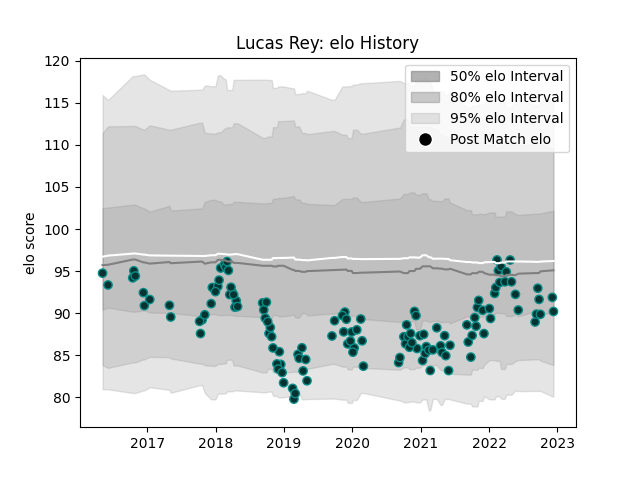 Lucas Rey: elo History
120
115
110
105
100
95
90
85
80
elo score
50% elo Interval
80% elo Interval
95% elo Interval
Post Match elo
2017
2018
2019
2020
2021
2022
2023